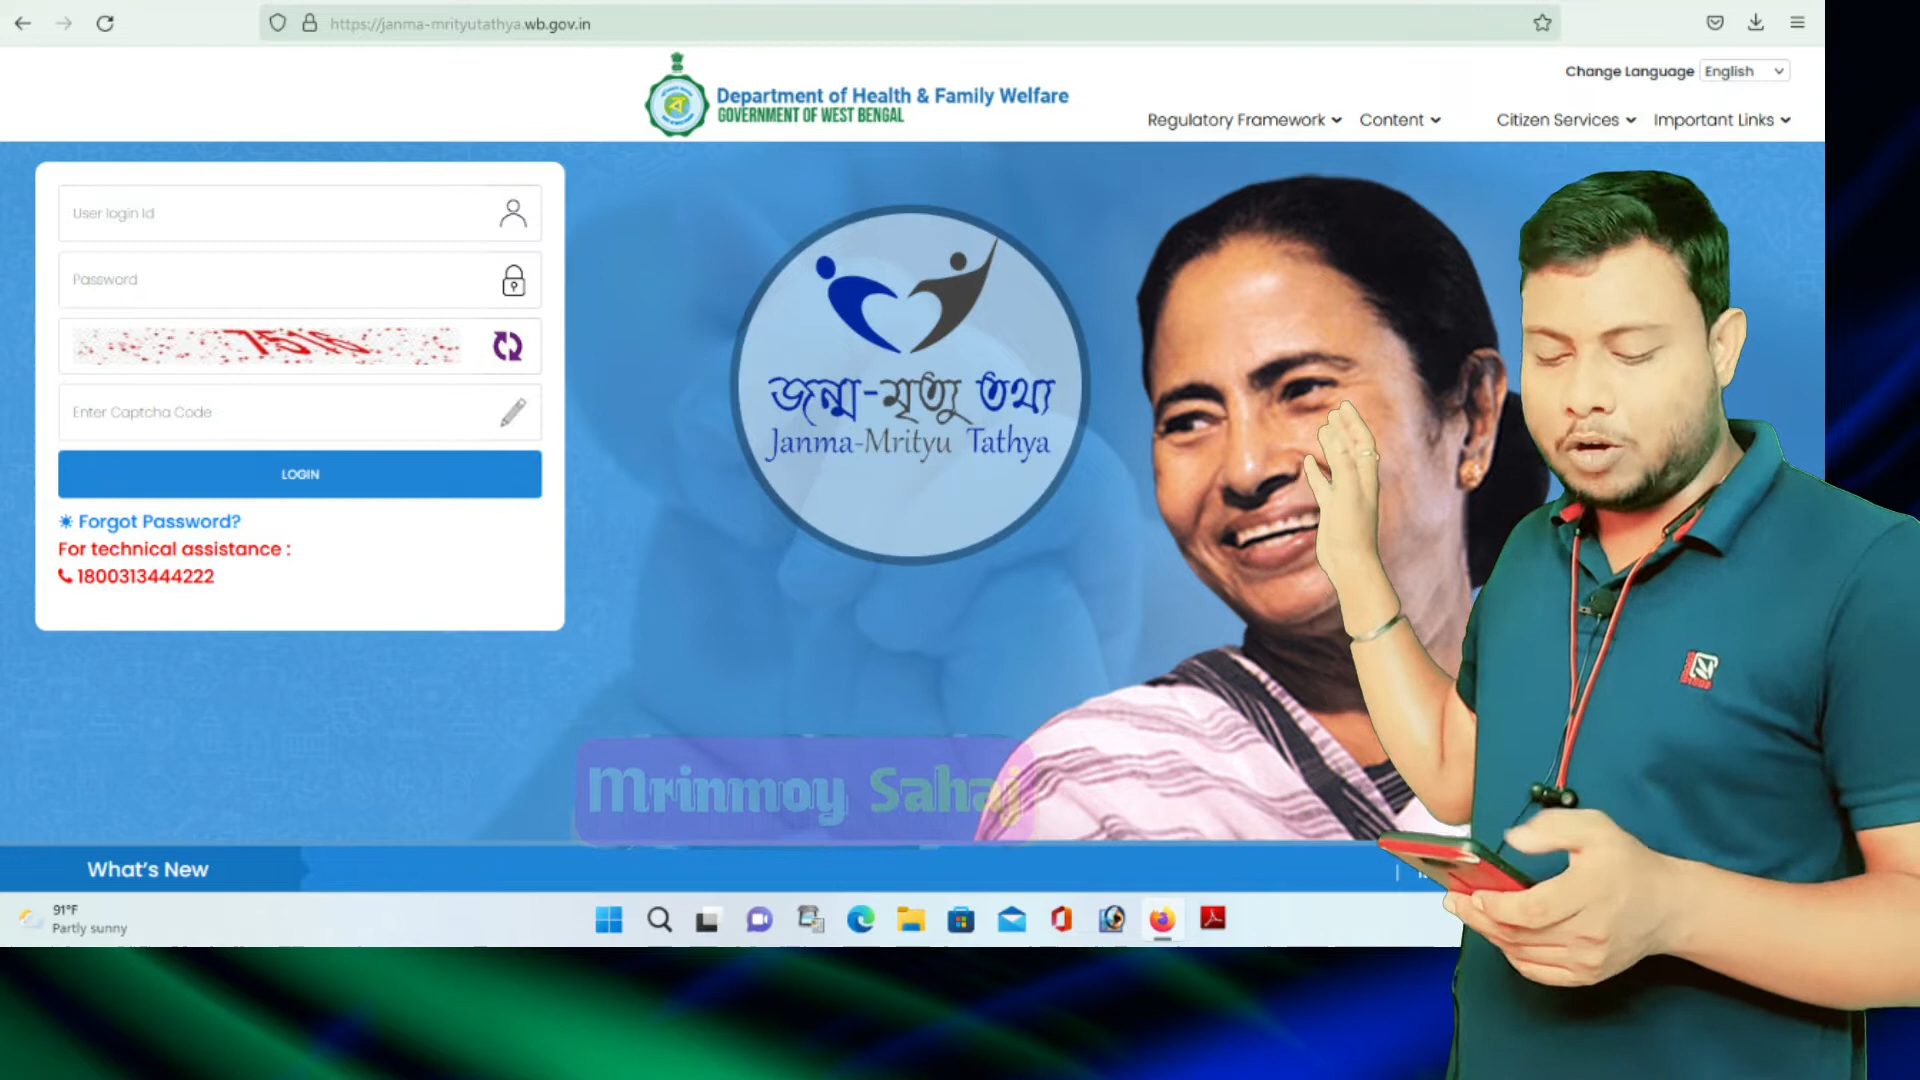 https://janma-mrityutathya.wb.gov.in
Change Language English
Department of Health & Family Welfare
GOVERNMENT OF WEST BENGAL
Regulatory Framework Content Citizen Services Important Links
User login Id
Password
7516
Enter Captcha Code
LOGIN
Forgot Password?
For technical assistance :
1800313444222
জন্ম-মৃত্যু তথ্য
Janma-Mrityu Tathya
Mrinmoy Sahaj
What's New
91°F
Partly sunny